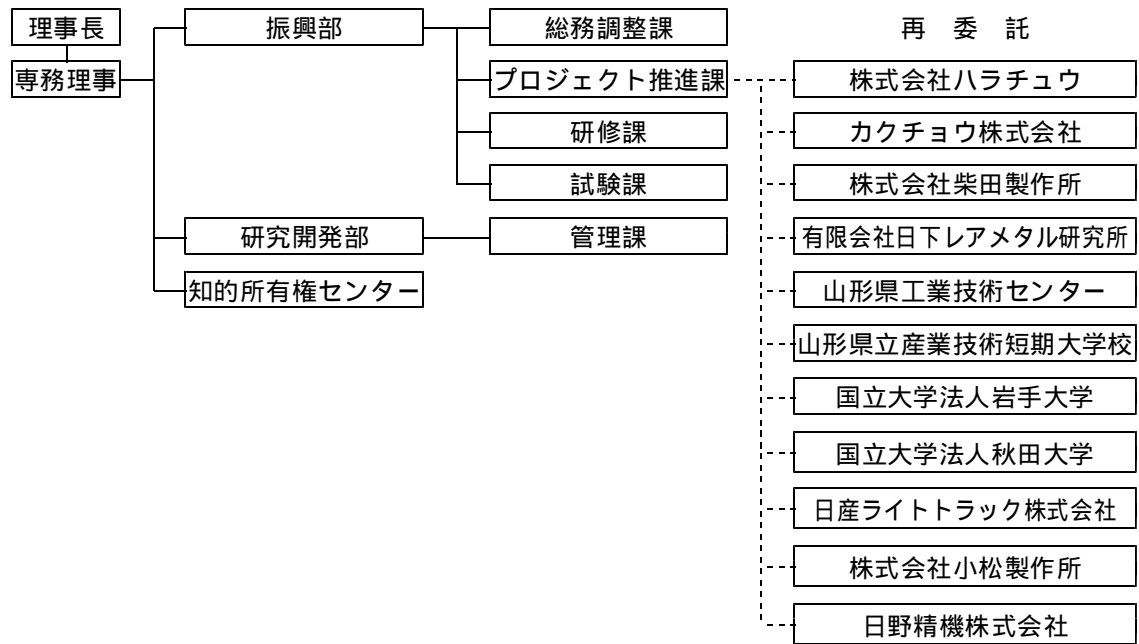 理事長
専務理事
振興部
研究開発部
知的所有権センター
総務調整課
プロジェクト推進課
研修課
試験課
管理課
再 委 託
株式会社ハラチュウ
カクチョウ株式会社
株式会社柴田製作所
有限会社日下レアメタル研究所
山形県工業技術センター
山形県立産業技術短期大学校
国立大学法人岩手大学
国立大学法人秋田大学
日産ライトトラック株式会社
株式会社小松製作所
日野精機株式会社